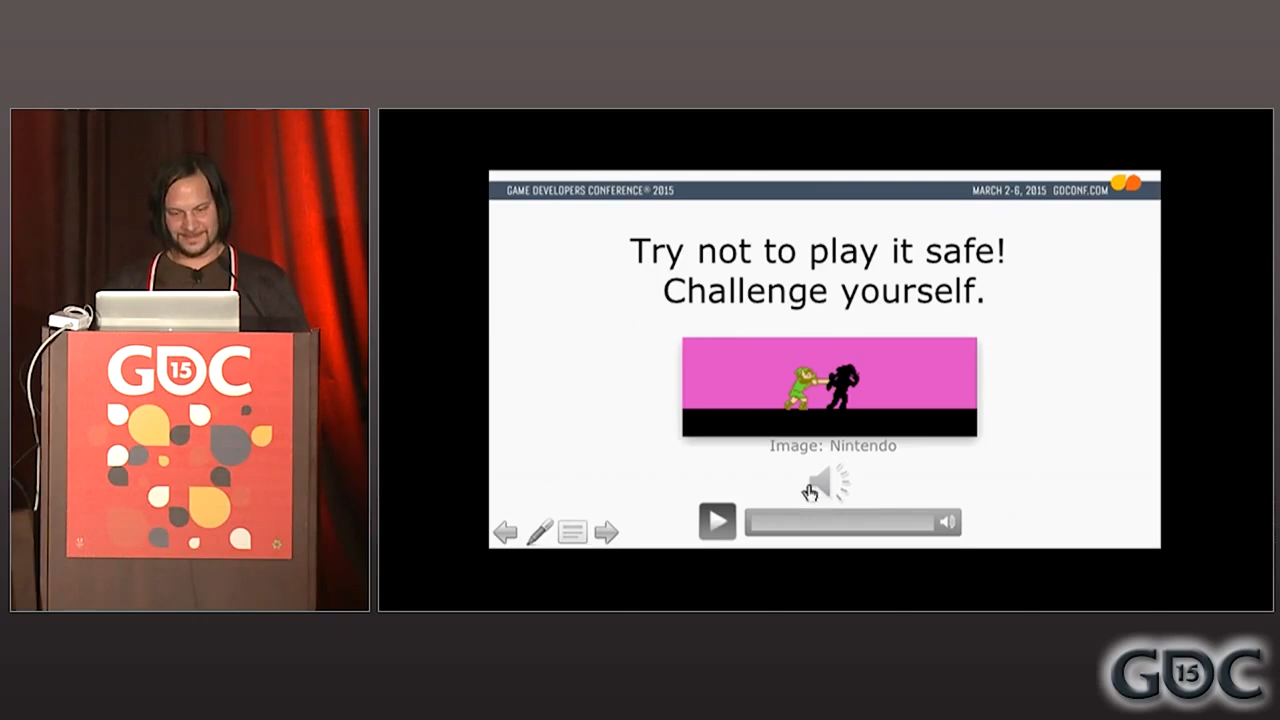 GAME DEVELOPERS CONFERENCE® 2015
MARCH 2-6, 2015 GDCONF.COM
Try not to play it safe!
Challenge yourself.
Image: Nintendo
GDC
15
GDC
15